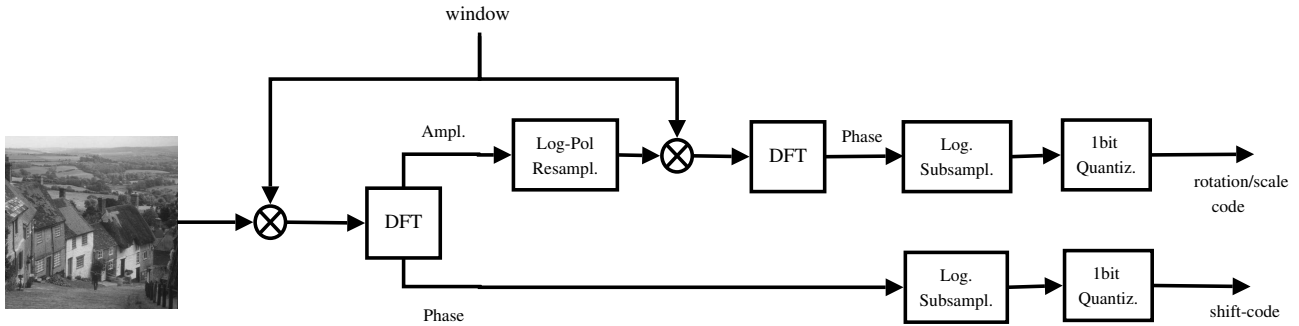 window
Ampl.
Log-Pol
Resampl.
DFT
Phase
Log.
Subsampl.
1bit
Quantiz.
rotation/scale
code
DFT
Phase
Log.
Subsampl.
1bit
Quantiz.
shift-code